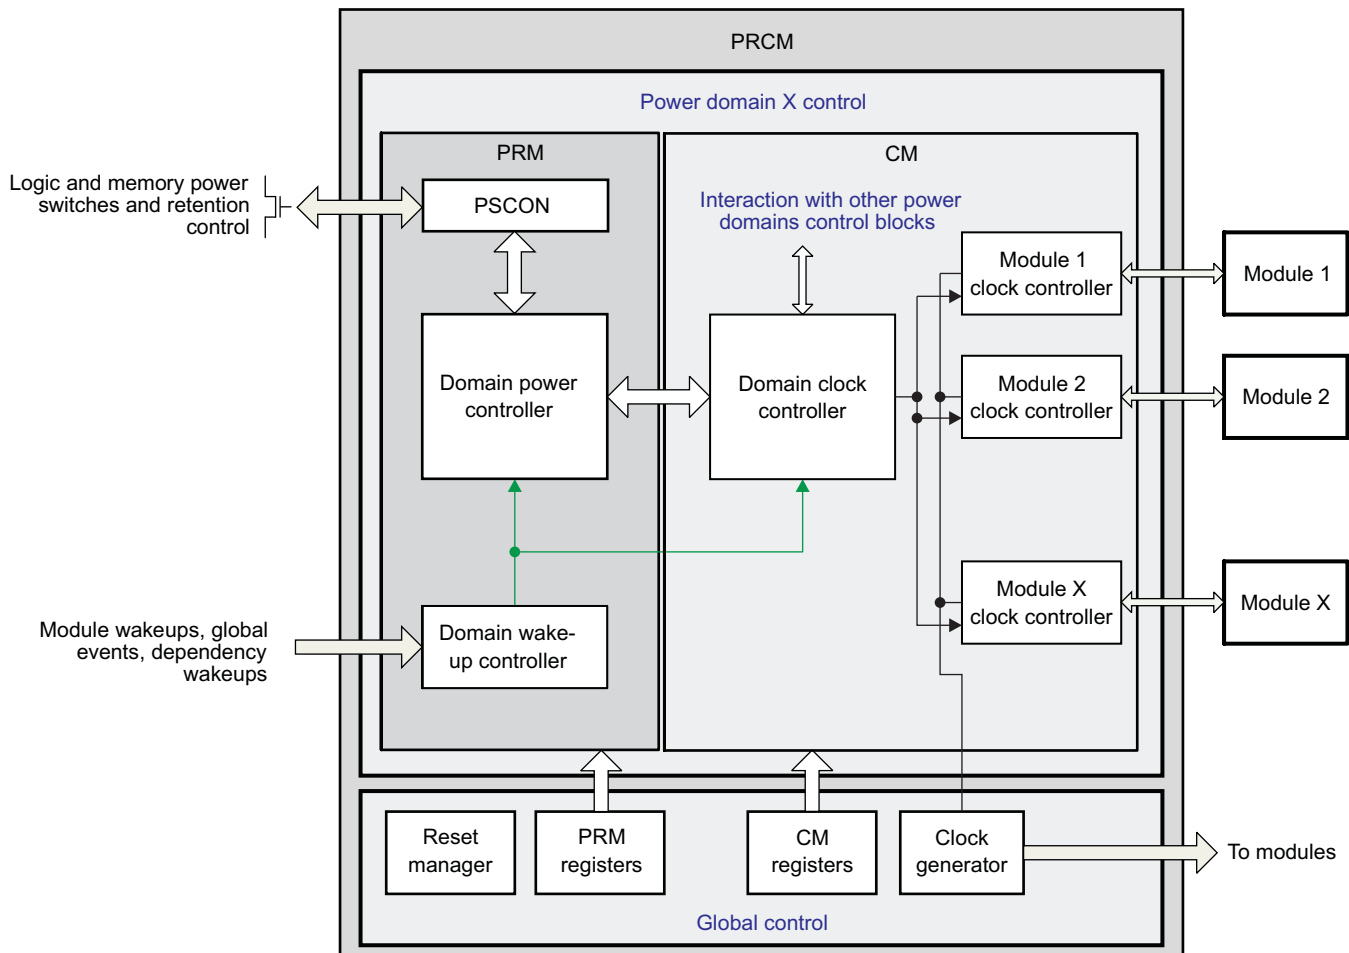 PRCM
Power domain X control
PRM
CM
Logic and memory power
switches and retention
control
PSCON
Interaction with other power
domains control blocks
Module 1
clock controller
Module 1
Domain power
controller
Domain clock
controller
Module 2
clock controller
Module 2
Module X
clock controller
Module X
Module wakeups, global
events, dependency
wakeups
Domain wake-
up controller
Reset
manager
PRM
registers
CM
registers
Clock
generator
To modules
Global control